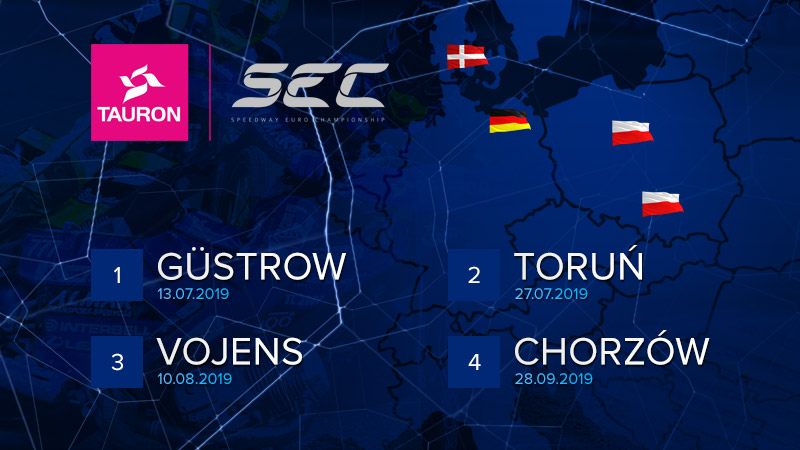 TAURON
SEC
SPEEDWAY EURO CHAMPIONSHIP
1
GÜSTROW
13.07.2019
2
TORUŃ
27.07.2019
3
VOJENS
10.08.2019
4
CHORZÓW
28.09.2019
INTERBELL